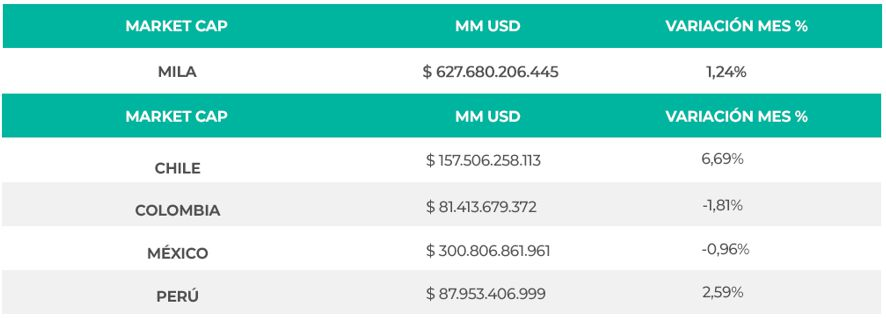 MARKET CAP MM USD VARIACIÓN MES %
MILA $ 627.680.206.445 1,24%
MARKET CAP MM USD VARIACIÓN MES %
CHILE $ 157.506.258.113 6,69%
COLOMBIA $ 81.413.679.372 -1,81%
MÉXICO $ 300.806.861.961 -0,96%
PERÚ $ 87.953.406.999 2,59%